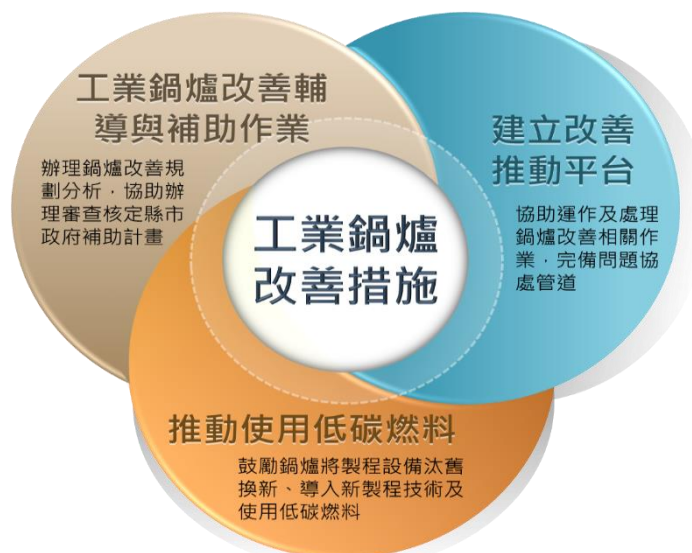 工業鍋爐改善輔
導與補助作業
辦理鍋爐改善規
劃分析，協助辦
理審查核定縣市
政府補助計畫
建立改善
推動平台
協助運作及處理
鍋爐改善相關作
業，完備問題協
處管道
工業鍋爐
改善措施
推動使用低碳燃料
鼓勵鍋爐將製程設備汰舊
換新、導入新製程技術及
使用低碳燃料